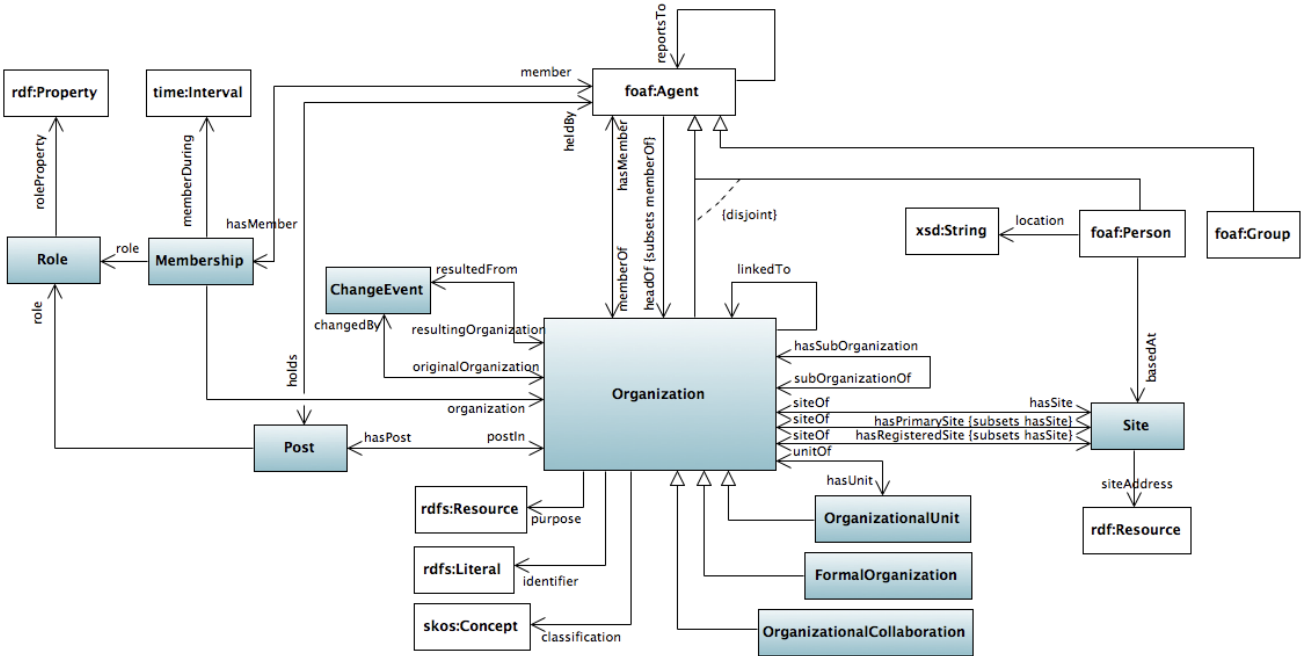 reportsTo
member
rdf:Property
time:Interval
foaf:Agent
heldBy
hasMember
headOf {subsets memberOf}
memberOf
roleProperty
memberDuring
{disjoint}
hasMember
xsd:String
location
foaf:Person
foaf:Group
Role
role
Membership
resultedFrom
linkedTo
ChangeEvent
changedBy
resultingOrganization
role
holds
hasSubOrganization
basedAt
originalOrganization
subOrganizationOf
Organization
organization
siteOf
hasSite
siteOf
hasPrimarySite {subsets hasSite}
Site
Post
hasPost
postIn
siteOf
hasRegisteredSite {subsets hasSite}
unitOf
hasUnit
siteAddress
rdfs:Resource
purpose
OrganizationalUnit
rdf:Resource
rdfs:Literal
identifier
FormalOrganization
skos:Concept
classification
OrganizationalCollaboration